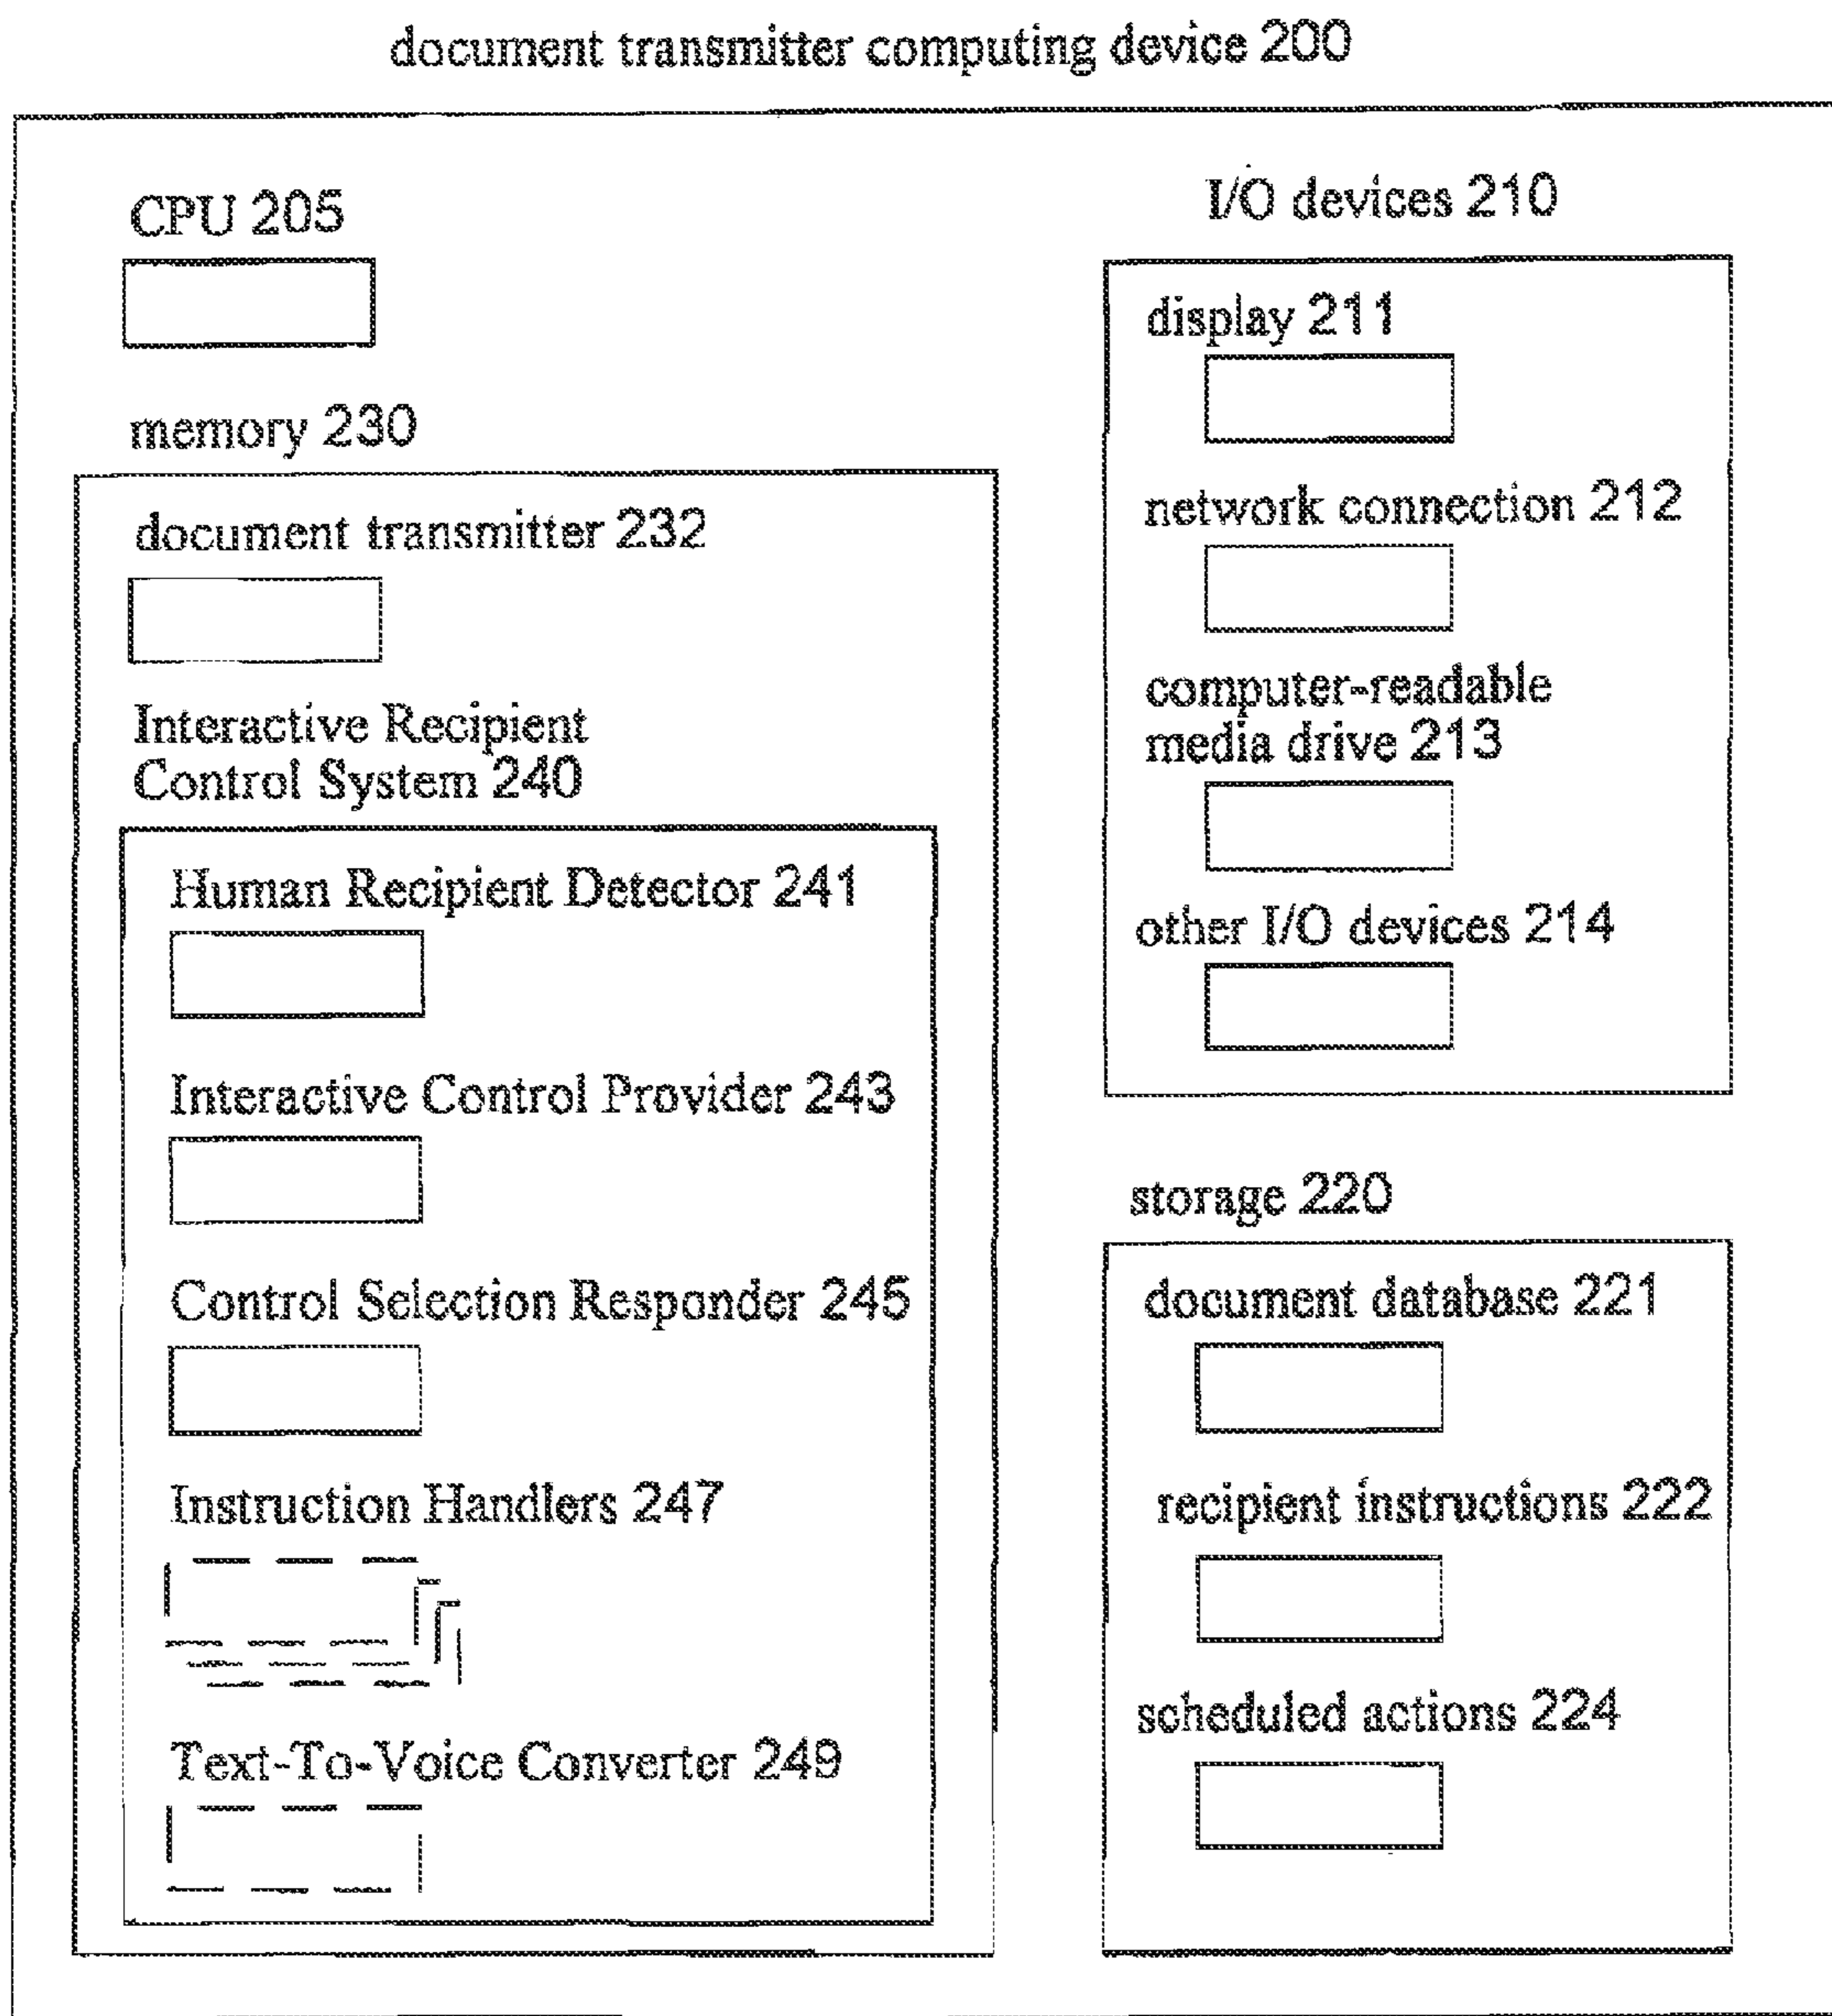 document transmitter computing device 200
CPU 205
memory 230
document transmitter 232
Interactive Recipient
Control System 240
Human Recipient Detector 241
Interactive Control Provider 243
Control Selection Responder 245
Instruction Handlers 247
Text-To-Voice Converter 249
I/O devices 210
display 211
network connection 212
computer-readable
media drive 213
other I/O devices 214
storage 220
document database 221
recipient instructions 222
scheduled actions 224